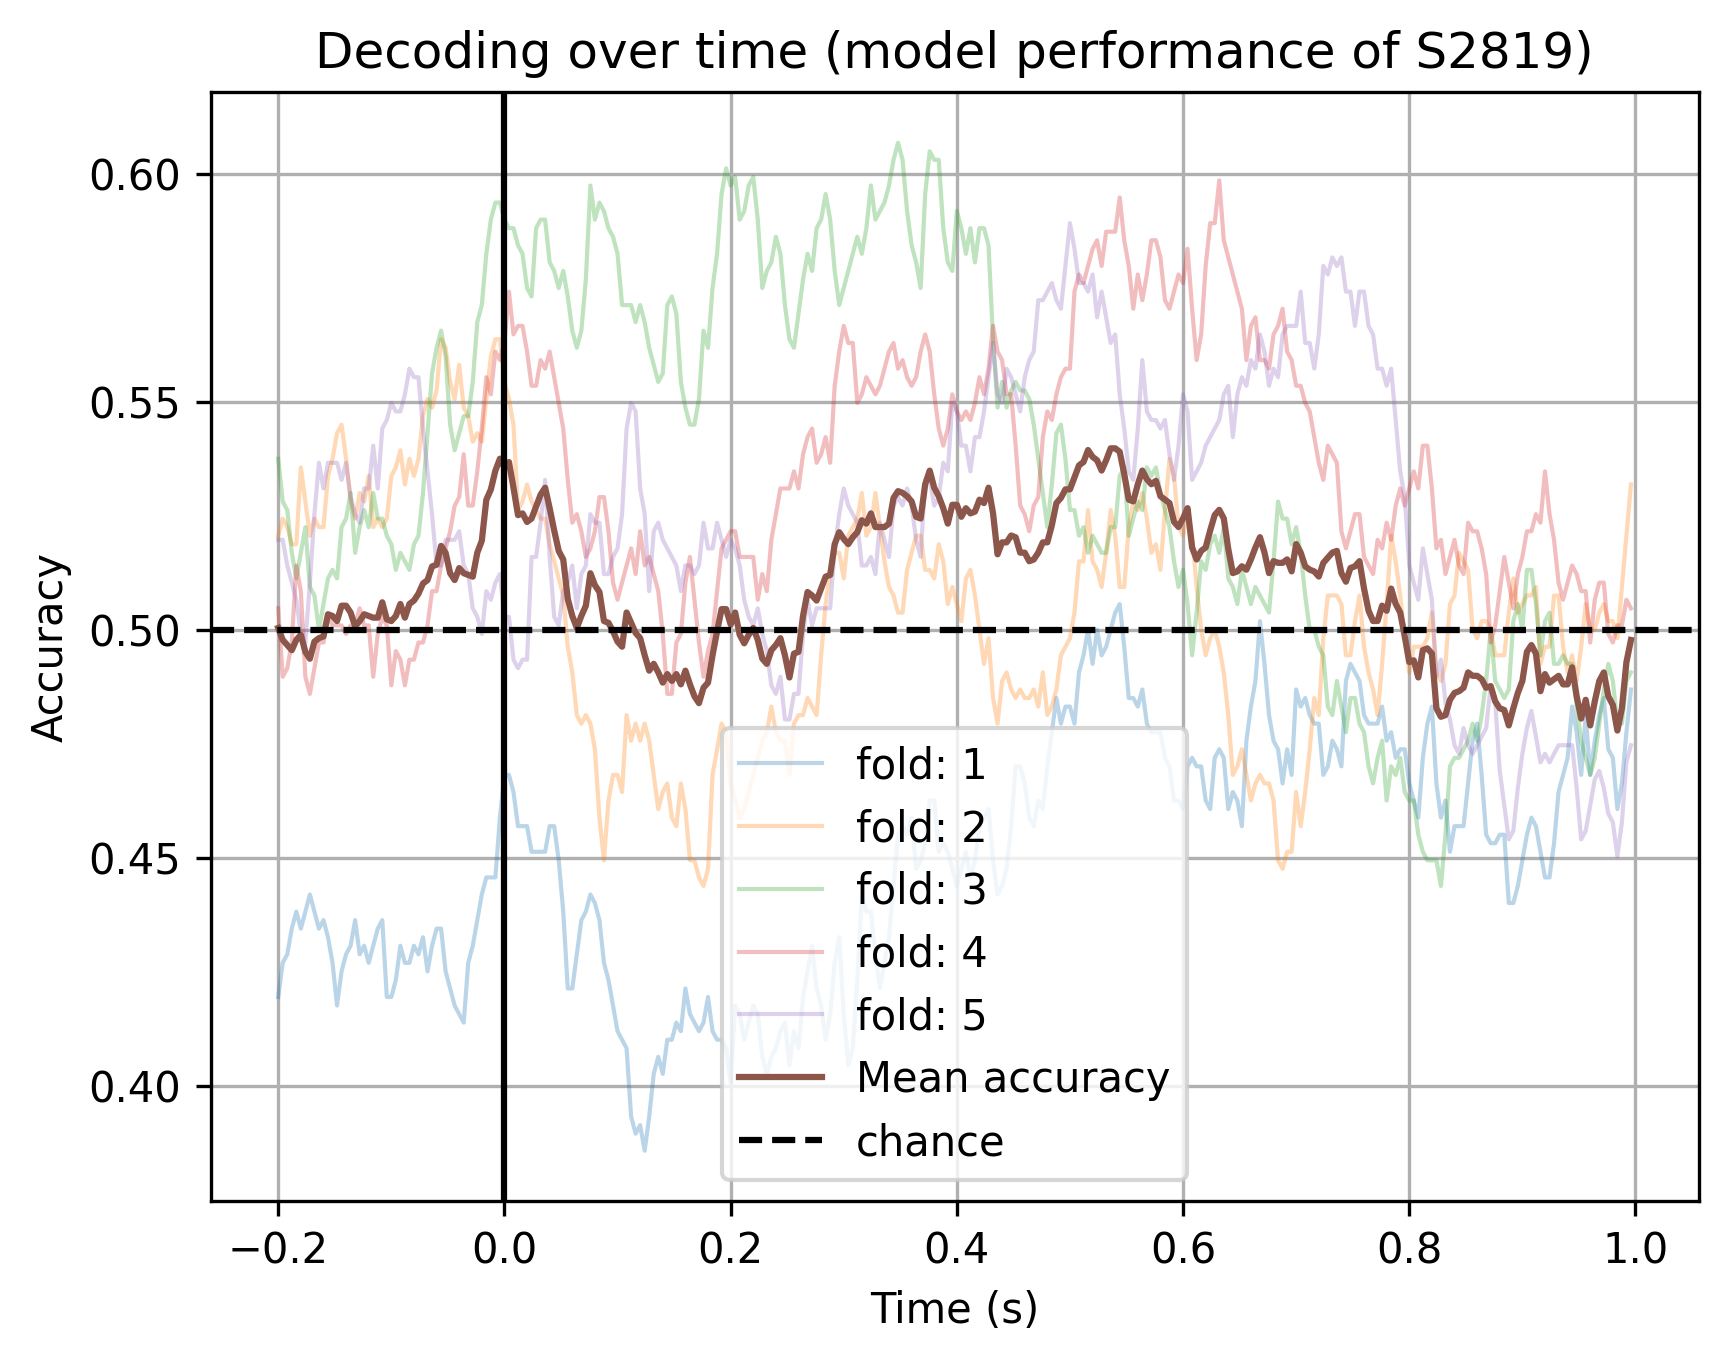 Decoding over time (model performance of S2819)
Accuracy
0.60
0.55
0.50
0.45
0.40
fold: 1
fold: 2
fold: 3
fold: 4
fold: 5
Mean accuracy
chance
−0.2 0.0 0.2 0.4 0.6 0.8 1.0
Time (s)